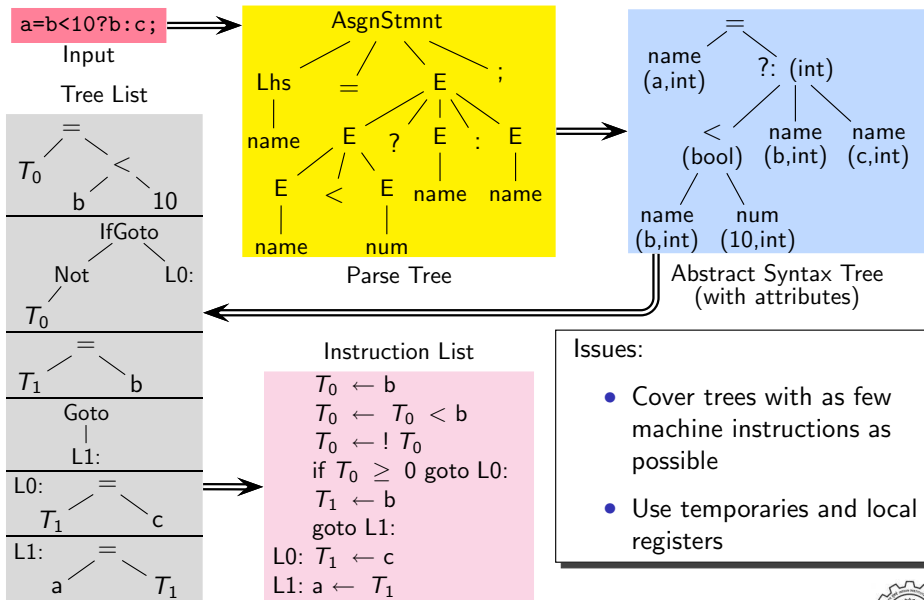 a=b<10?b:c;
Input
AsgnStmnt
Lhs = E ;
name E ? E : E
E < E name name
name num
Parse Tree
=
name
(a,int)
?: (int)
<
(bool)
name
(b,int)
name
(c,int)
name
(b,int)
num
(10,int)
Abstract Syntax Tree
(with attributes)
Tree List
=
T₀ <
b 10
IfGoto
Not L0:
T₀
=
T₁ b
Goto
L1:
L0: =
T₁ c
L1: =
a T₁
Instruction List
T₀ ← b
T₀ ← T₀ < b
T₀ ← ! T₀
if T₀ ≥ 0 goto L0:
T₁ ← b
goto L1:
L0: T₁ ← c
L1: a ← T₁
Issues:
• Cover trees with as few
machine instructions as
possible
• Use temporaries and local
registers